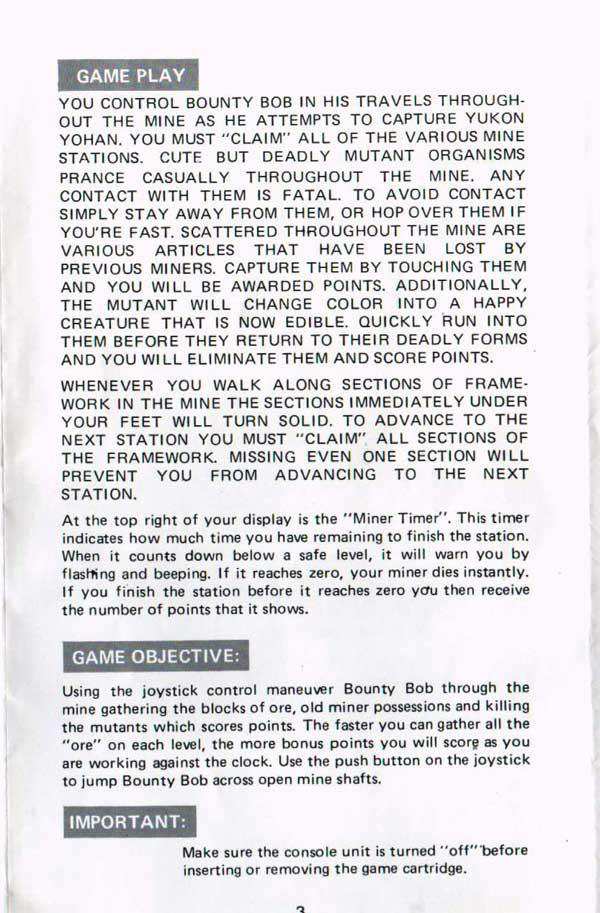 GAME PLAY
YOU CONTROL BOUNTY BOB IN HIS TRAVELS THROUGH-
OUT THE MINE AS HE ATTEMPTS TO CAPTURE YUKON
YOHAN. YOU MUST "CLAIM" ALL OF THE VARIOUS MINE
STATIONS. CUTE BUT DEADLY MUTANT ORGANISMS
PRANCE CASUALLY THROUGHOUT THE MINE. ANY
CONTACT WITH THEM IS FATAL. TO AVOID CONTACT
SIMPLY STAY AWAY FROM THEM, OR HOP OVER THEM IF
YOU'RE FAST. SCATTERED THROUGHOUT THE MINE ARE
VARIOUS ARTICLES THAT HAVE BEEN LOST BY
PREVIOUS MINERS. CAPTURE THEM BY TOUCHING THEM
AND YOU WILL BE AWARDED POINTS. ADDITIONALLY,
THE MUTANT WILL CHANGE COLOR INTO A HAPPY
CREATURE THAT IS NOW EDIBLE. QUICKLY RUN INTO
THEM BEFORE THEY RETURN TO THEIR DEADLY FORMS
AND YOU WILL ELIMINATE THEM AND SCORE POINTS.
WHENEVER YOU WALK ALONG SECTIONS OF FRAME-
WORK IN THE MINE THE SECTIONS IMMEDIATELY UNDER
YOUR FEET WILL TURN SOLID. TO ADVANCE TO THE
NEXT STATION YOU MUST "CLAIM" ALL SECTIONS OF
THE FRAMEWORK. MISSING EVEN ONE SECTION WILL
PREVENT YOU FROM ADVANCING TO THE NEXT
STATION.
At the top right of your display is the "Miner Timer". This timer
indicates how much time you have remaining to finish the station.
When it counts down below a safe level, it will warn you by
flashing and beeping. If it reaches zero, your miner dies instantly.
If you finish the station before it reaches zero you then receive
the number of points that it shows.
GAME OBJECTIVE:
Using the joystick control maneuver Bounty Bob through the
mine gathering the blocks of ore, old miner possessions and killing
the mutants which scores points. The faster you can gather all the
"ore" on each level, the more bonus points you will score as you
are working against the clock. Use the push button on the joystick
to jump Bounty Bob across open mine shafts.
IMPORTANT:
Make sure the console unit is turned "off" before
inserting or removing the game cartridge.
3